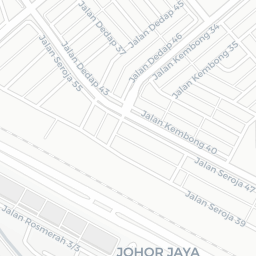 Jalan Dedap 45
Jalan Dedap 37
Jalan Dedap 46
Jalan Kembong 34
Jalan Kembong 35
Jalan Dedap 43
Jalan Seroja 55
Jalan Kembong 40
Jalan Seroja 47
Jalan Seroja 39
Jalan Rosmerah 3/3
JOHOR JAYA